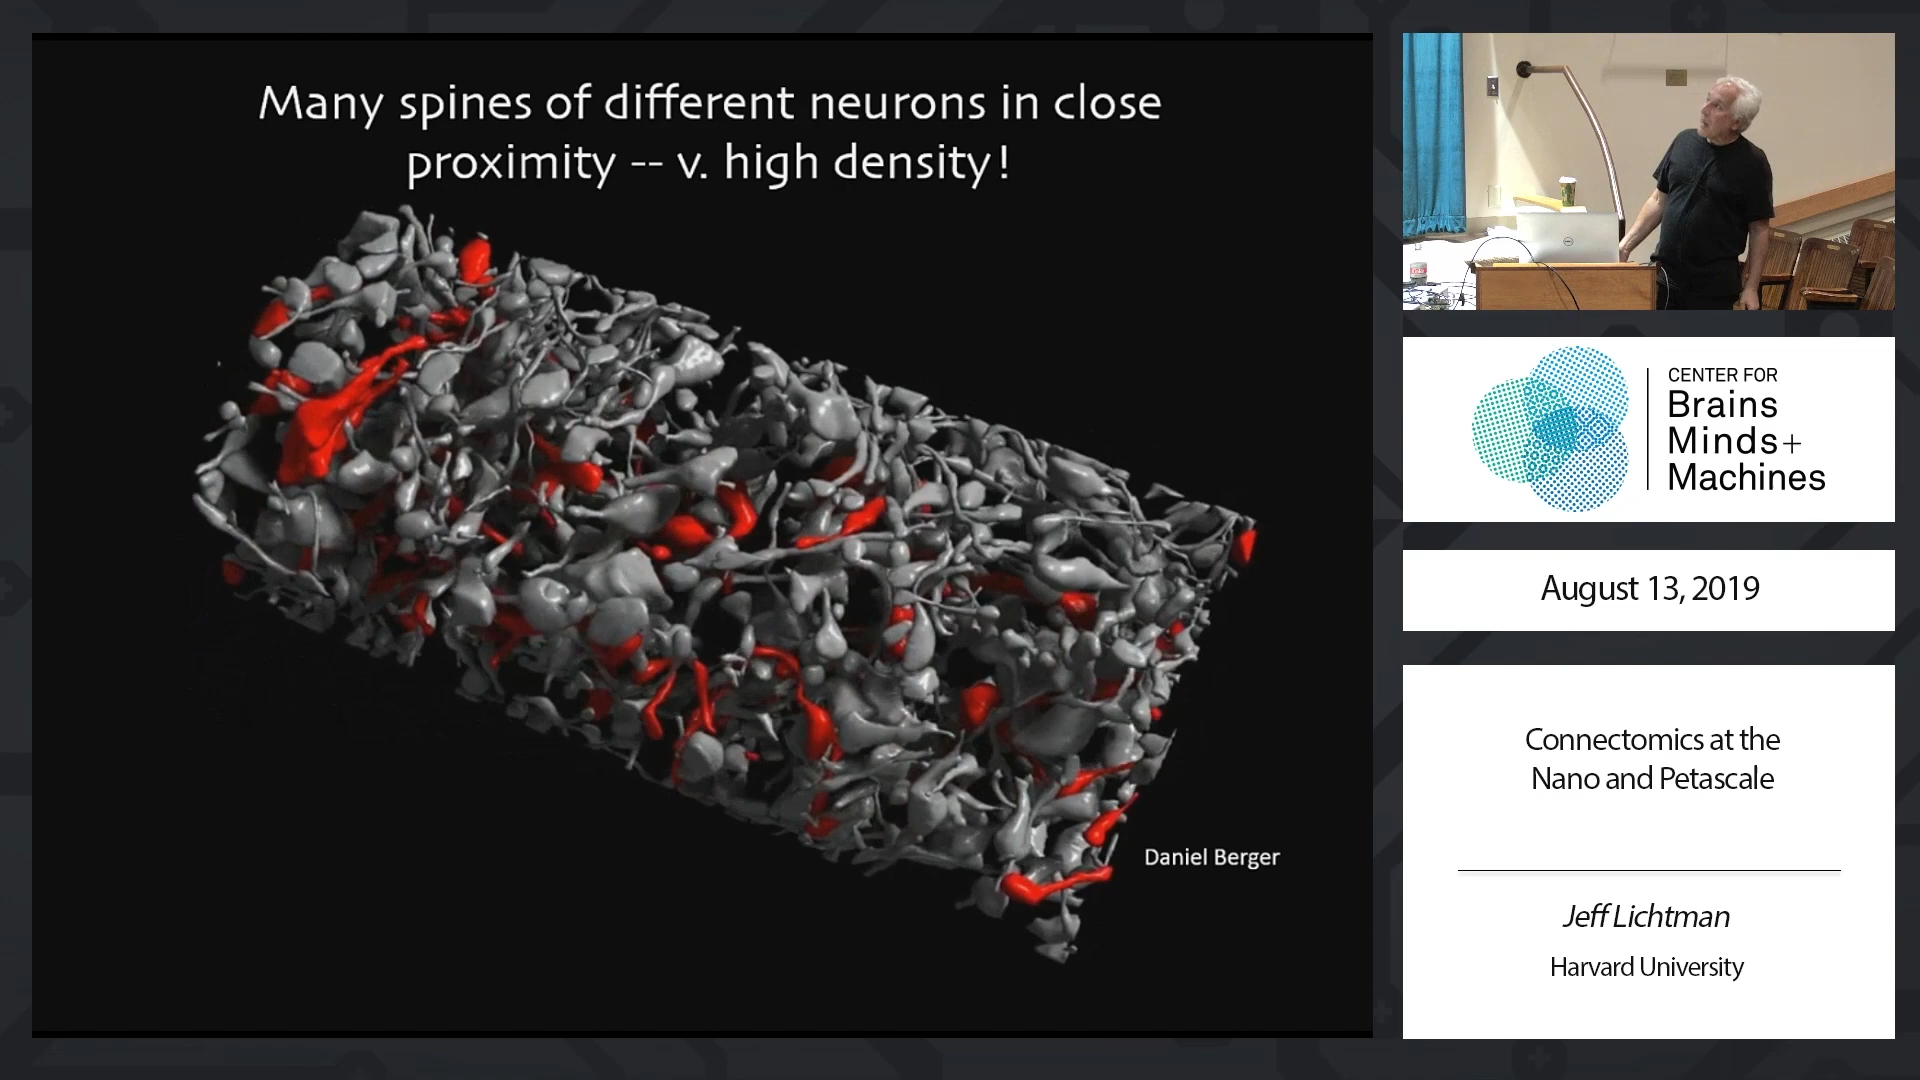 Many spines of different neurons in close
proximity -- v. high density!
Daniel Berger
CENTER FOR
Brains
Minds+
Machines
August 13, 2019
Connectomics at the
Nano and Petascale
Jeff Lichtman
Harvard University